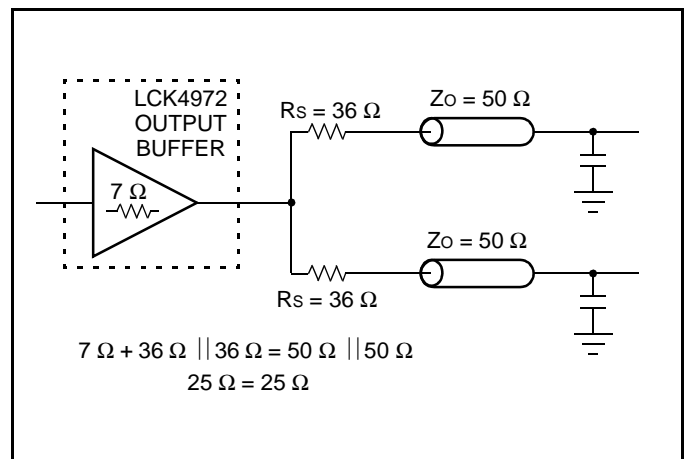 LCK4972
OUTPUT
BUFFER
7 Ω
Rs = 36 Ω
Zo = 50 Ω
Rs = 36 Ω
Zo = 50 Ω
7 Ω + 36 Ω || 36 Ω = 50 Ω || 50 Ω
25 Ω = 25 Ω